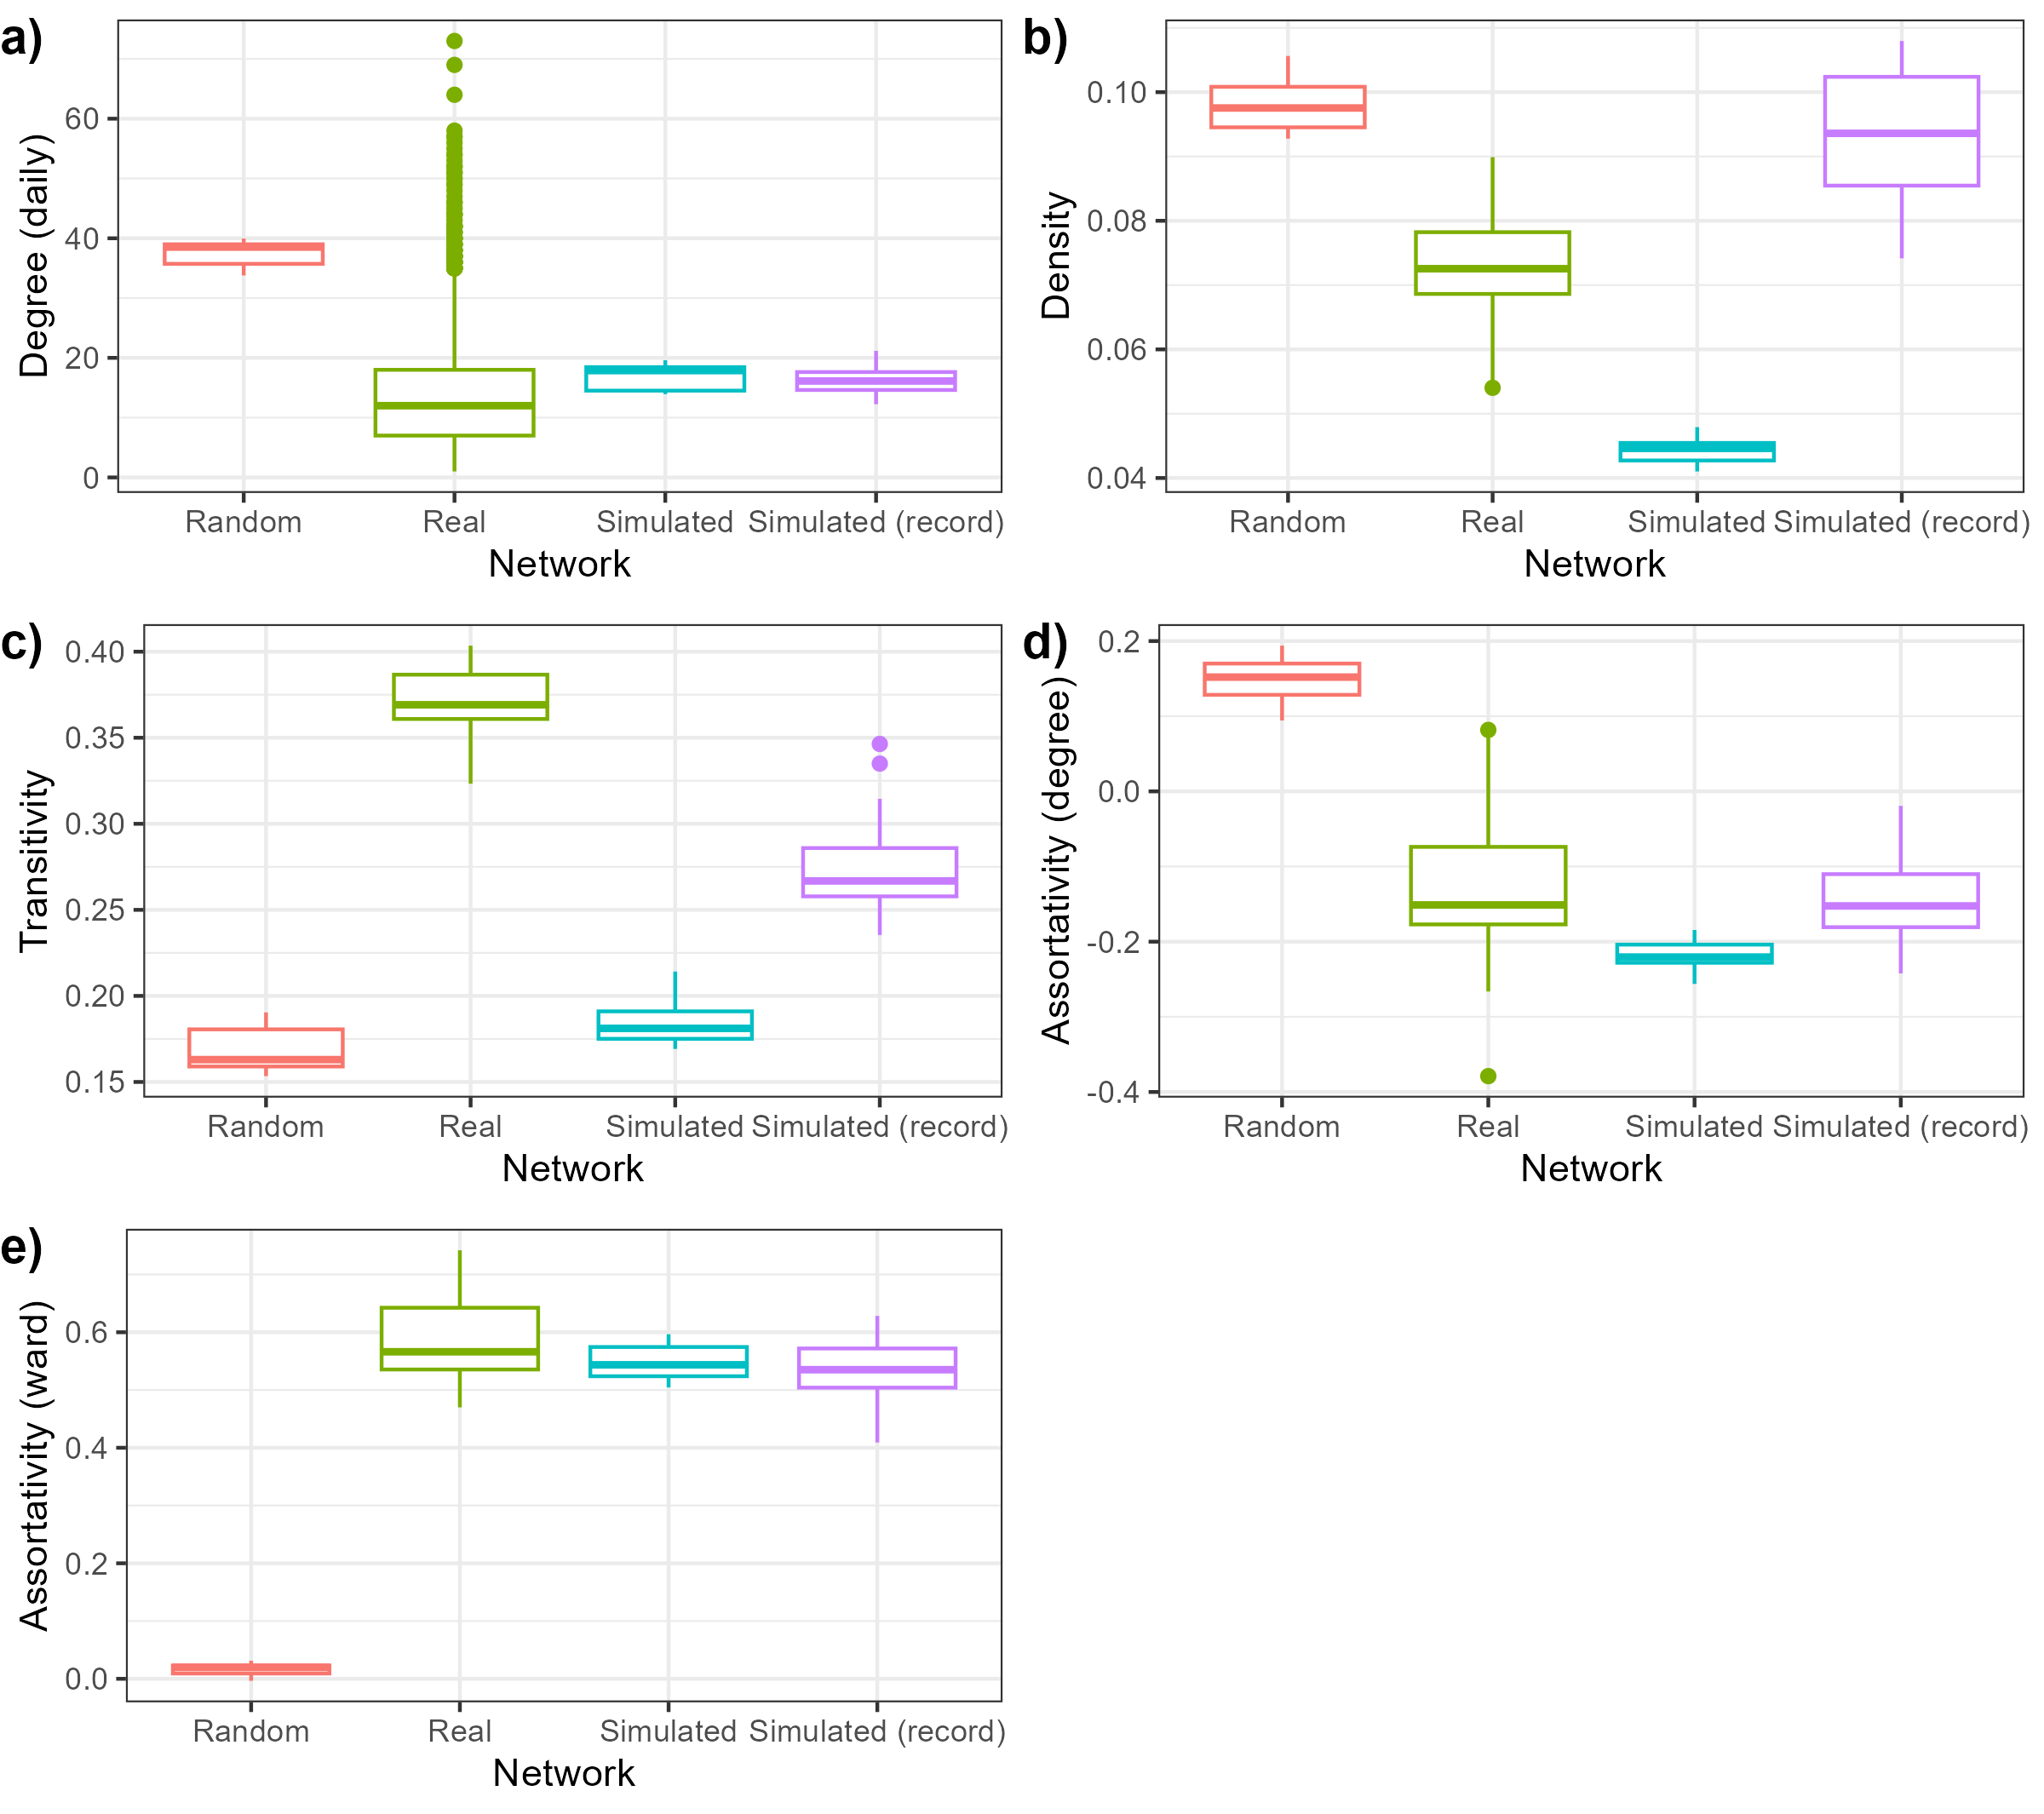 a)
Degree (daily)
60
40
20
0
Random Real Simulated Simulated (record)
Network
b)
Density
0.10
0.08
0.06
0.04
Random Real Simulated Simulated (record)
Network
c)
Transitivity
0.40
0.35
0.30
0.25
0.20
0.15
Random Real Simulated Simulated (record)
Network
d)
Assortativity (degree)
0.2
0.0
-0.2
-0.4
Random Real Simulated Simulated (record)
Network
e)
Assortativity (ward)
0.6
0.4
0.2
0.0
Random Real Simulated Simulated (record)
Network